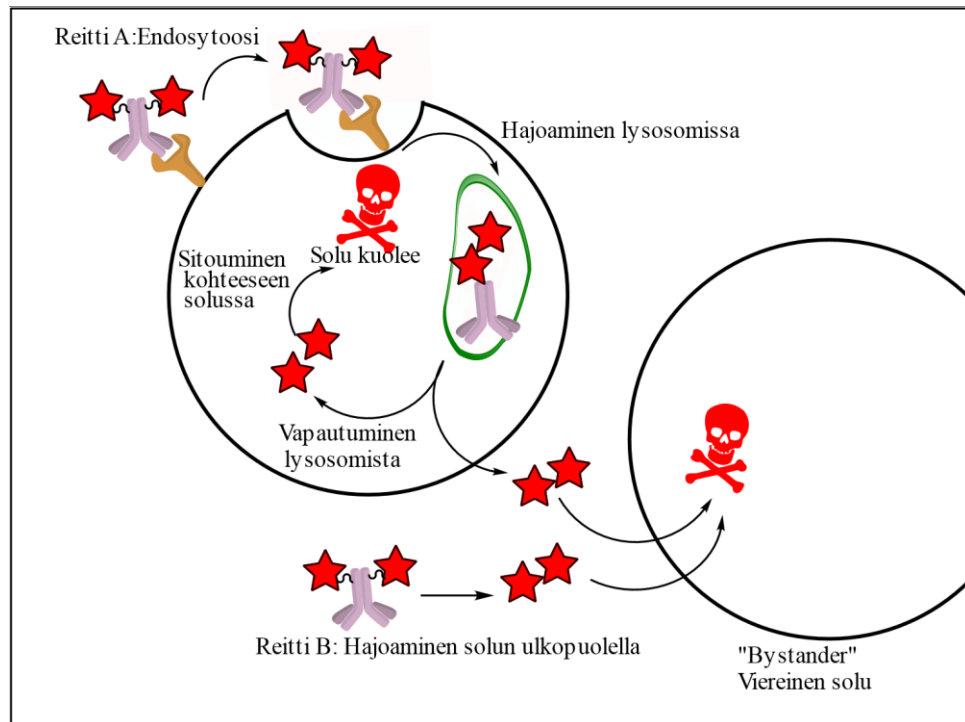 Reitti A:Endosytoosi
Hajoaminen lysosomissa
Solu kuolee
Sitouminen
kohteeseen
solussa
Vapautuminen
lysosomista
Reitti B: Hajoaminen solun ulkopuolella
"Bystander"
Viereinen solu